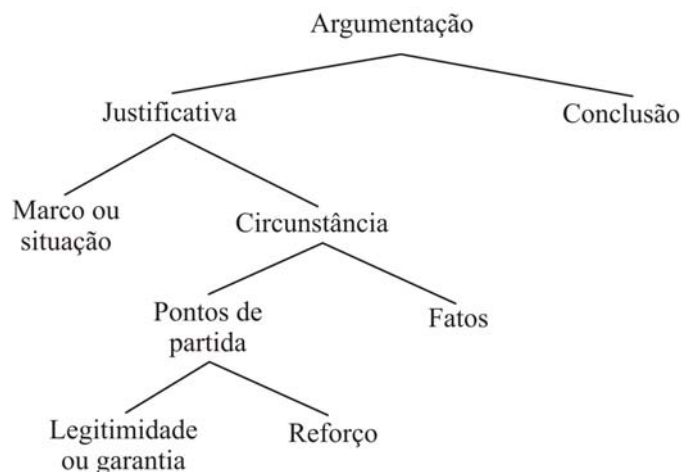 Argumentação
Justificativa
Conclusão
Marco ou
situação
Circunstância
Pontos de
partida
Fatos
Legitimidade
ou garantia
Reforço